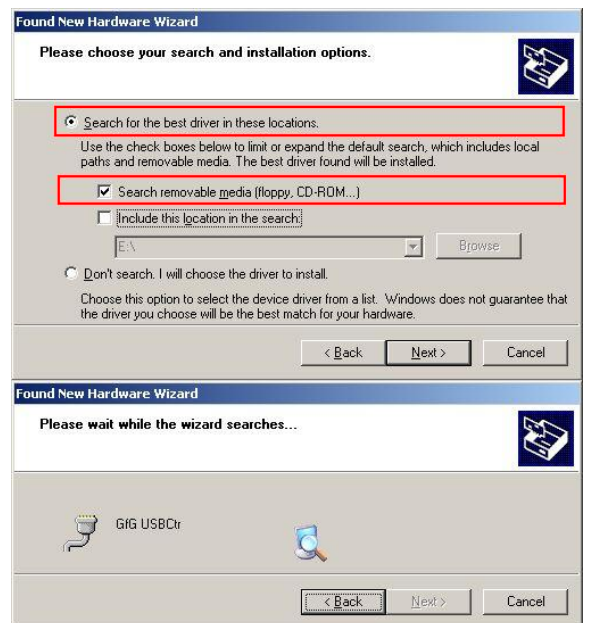 Found New Hardware Wizard
Please choose your search and installation options.
Search for the best driver in these locations.
Use the check boxes below to limit or expand the default search, which includes local
paths and removable media. The best driver found will be installed.
Search removable media (floppy, CD-ROM...)
Include this location in the search:
E:\
Browse
Don't search. I will choose the driver to install.
Choose this option to select the device driver from a list. Windows does not guarantee that
the driver you choose will be the best match for your hardware.
< Back Next > Cancel
Found New Hardware Wizard
Please wait while the wizard searches...
GfG USBCtr
< Back Next > Cancel